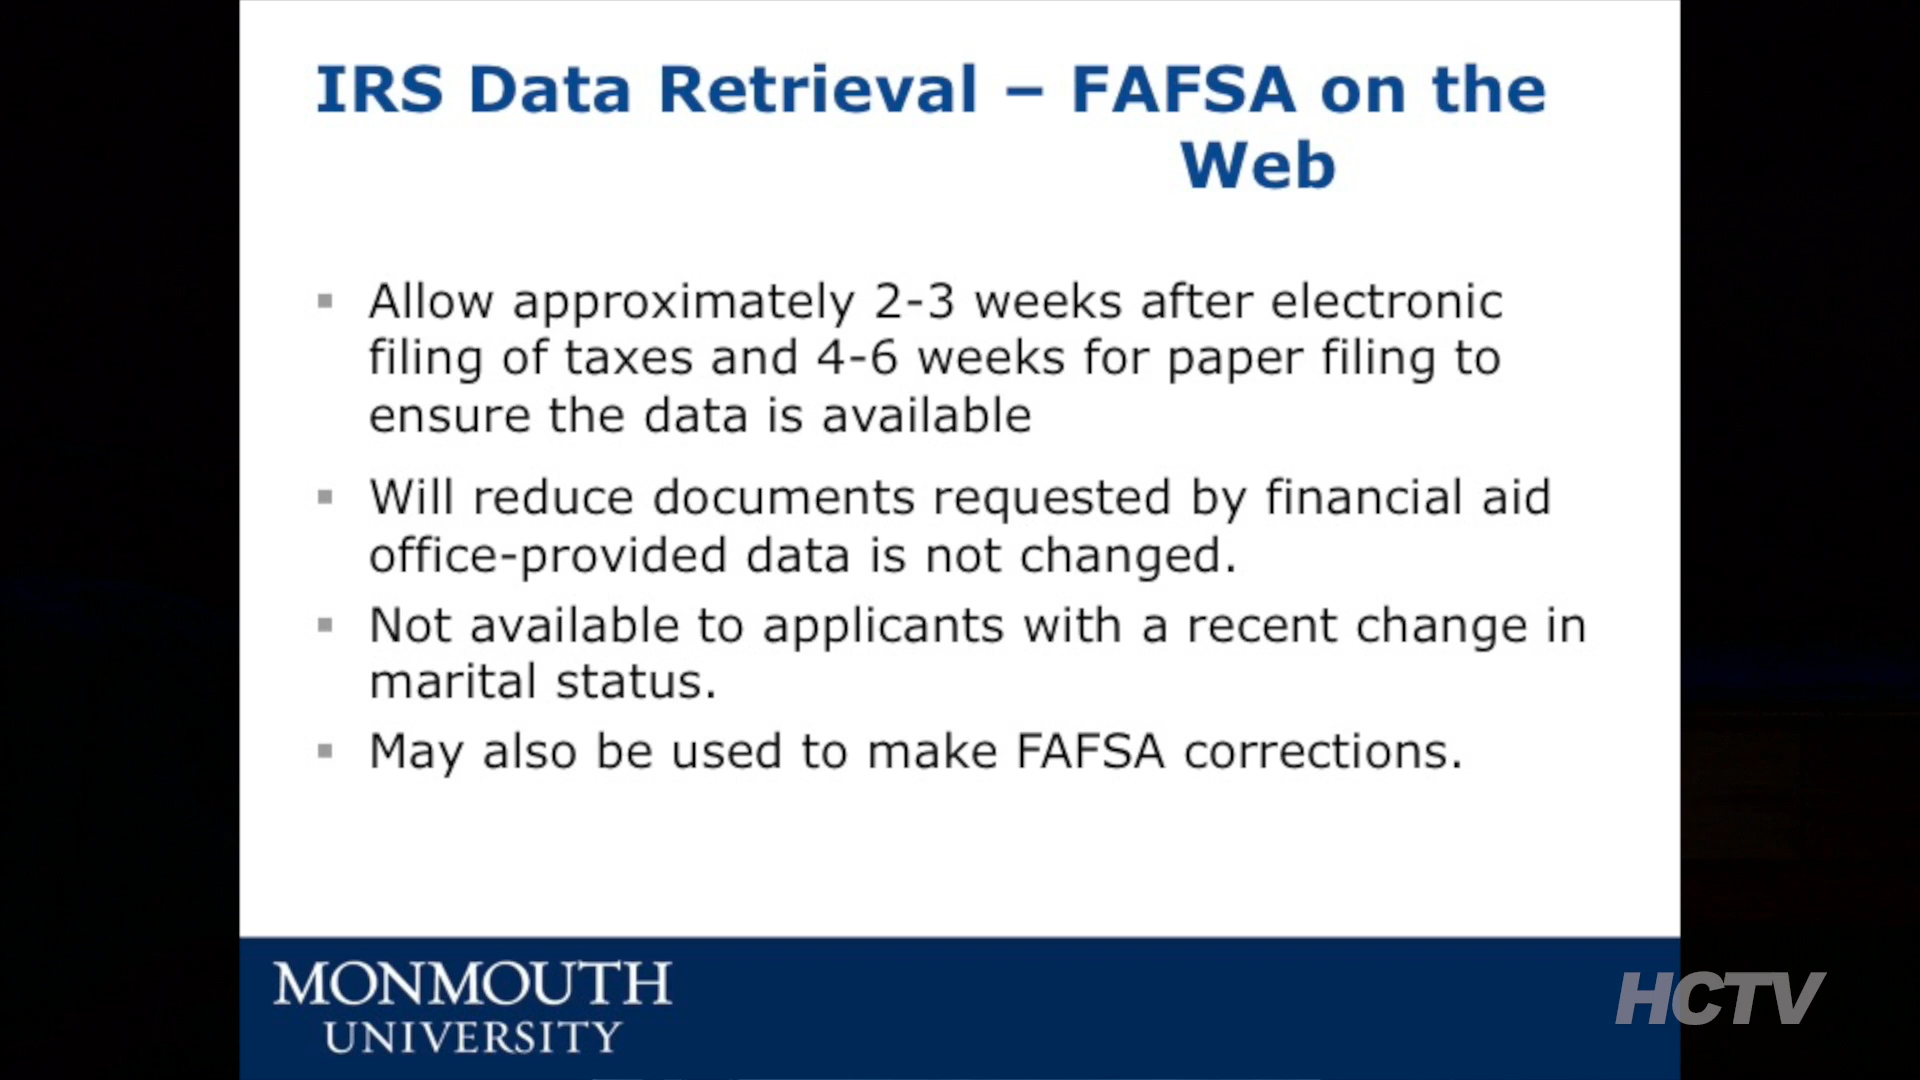 IRS Data Retrieval – FAFSA on the
Web
▪ Allow approximately 2-3 weeks after electronic
filing of taxes and 4-6 weeks for paper filing to
ensure the data is available
▪ Will reduce documents requested by financial aid
office-provided data is not changed.
▪ Not available to applicants with a recent change in
marital status.
▪ May also be used to make FAFSA corrections.
MONMOUTH
UNIVERSITY
HCTV